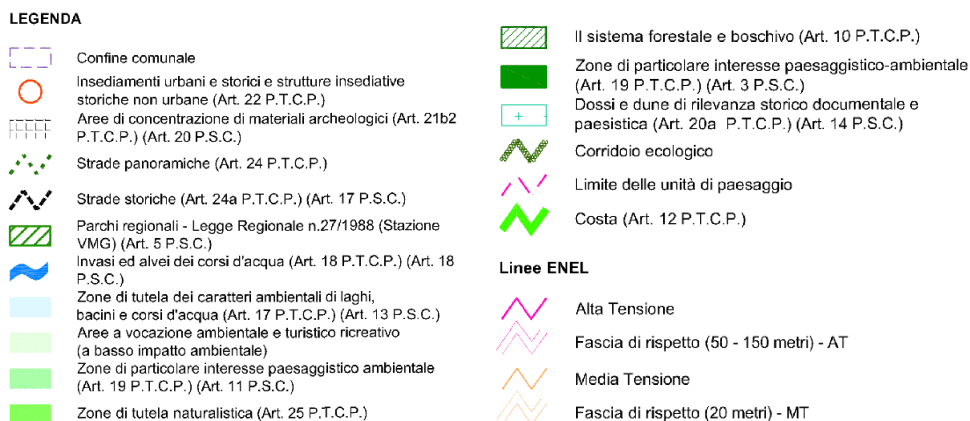 LEGENDA
Confine comunale
Insediamenti urbani e storici e strutture insediative
storiche non urbane (Art. 22 P.T.C.P.)
Aree di concentrazione di materiali archeologici (Art. 21b2
P.T.C.P.) (Art. 20 P.S.C.)
Strade panoramiche (Art. 24 P.T.C.P.)
Strade storiche (Art. 24a P.T.C.P.) (Art. 17 P.S.C.)
Parchi regionali - Legge Regionale n.27/1988 (Stazione
VMG) (Art. 5 P.S.C.)
Invasi ed alvei dei corsi d'acqua (Art. 18 P.T.C.P.) (Art. 18
P.S.C.)
Zone di tutela dei caratteri ambientali di laghi,
bacini e corsi d'acqua (Art. 17 P.T.C.P.) (Art. 13 P.S.C.)
Aree a vocazione ambientale e turistico ricreativo
(a basso impatto ambientale)
Zone di particolare interesse paesaggistico ambientale
(Art. 19 P.T.C.P.) (Art. 11 P.S.C.)
Zone di tutela naturalistica (Art. 25 P.T.C.P.)
Il sistema forestale e boschivo (Art. 10 P.T.C.P.)
Zone di particolare interesse paesaggistico-ambientale
(Art. 19 P.T.C.P.) (Art. 3 P.S.C.)
Dossi e dune di rilevanza storico documentale e
paesistica (Art. 20a P.T.C.P.) (Art. 14 P.S.C.)
Corridoio ecologico
Limite delle unità di paesaggio
Costa (Art. 12 P.T.C.P.)
Linee ENEL
Alta Tensione
Fascia di rispetto (50 - 150 metri) - AT
Media Tensione
Fascia di rispetto (20 metri) - MT